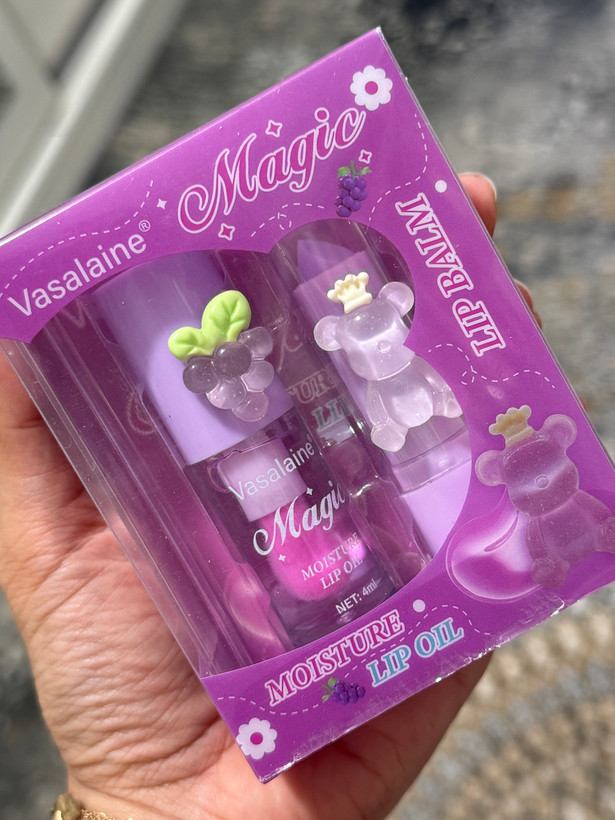 Magic
Vasalaine®
LIP BALM
Vasalaine
Magic
MOISTURE
LIP OIL
NET: 4ml
MOISTURE
LIP OIL